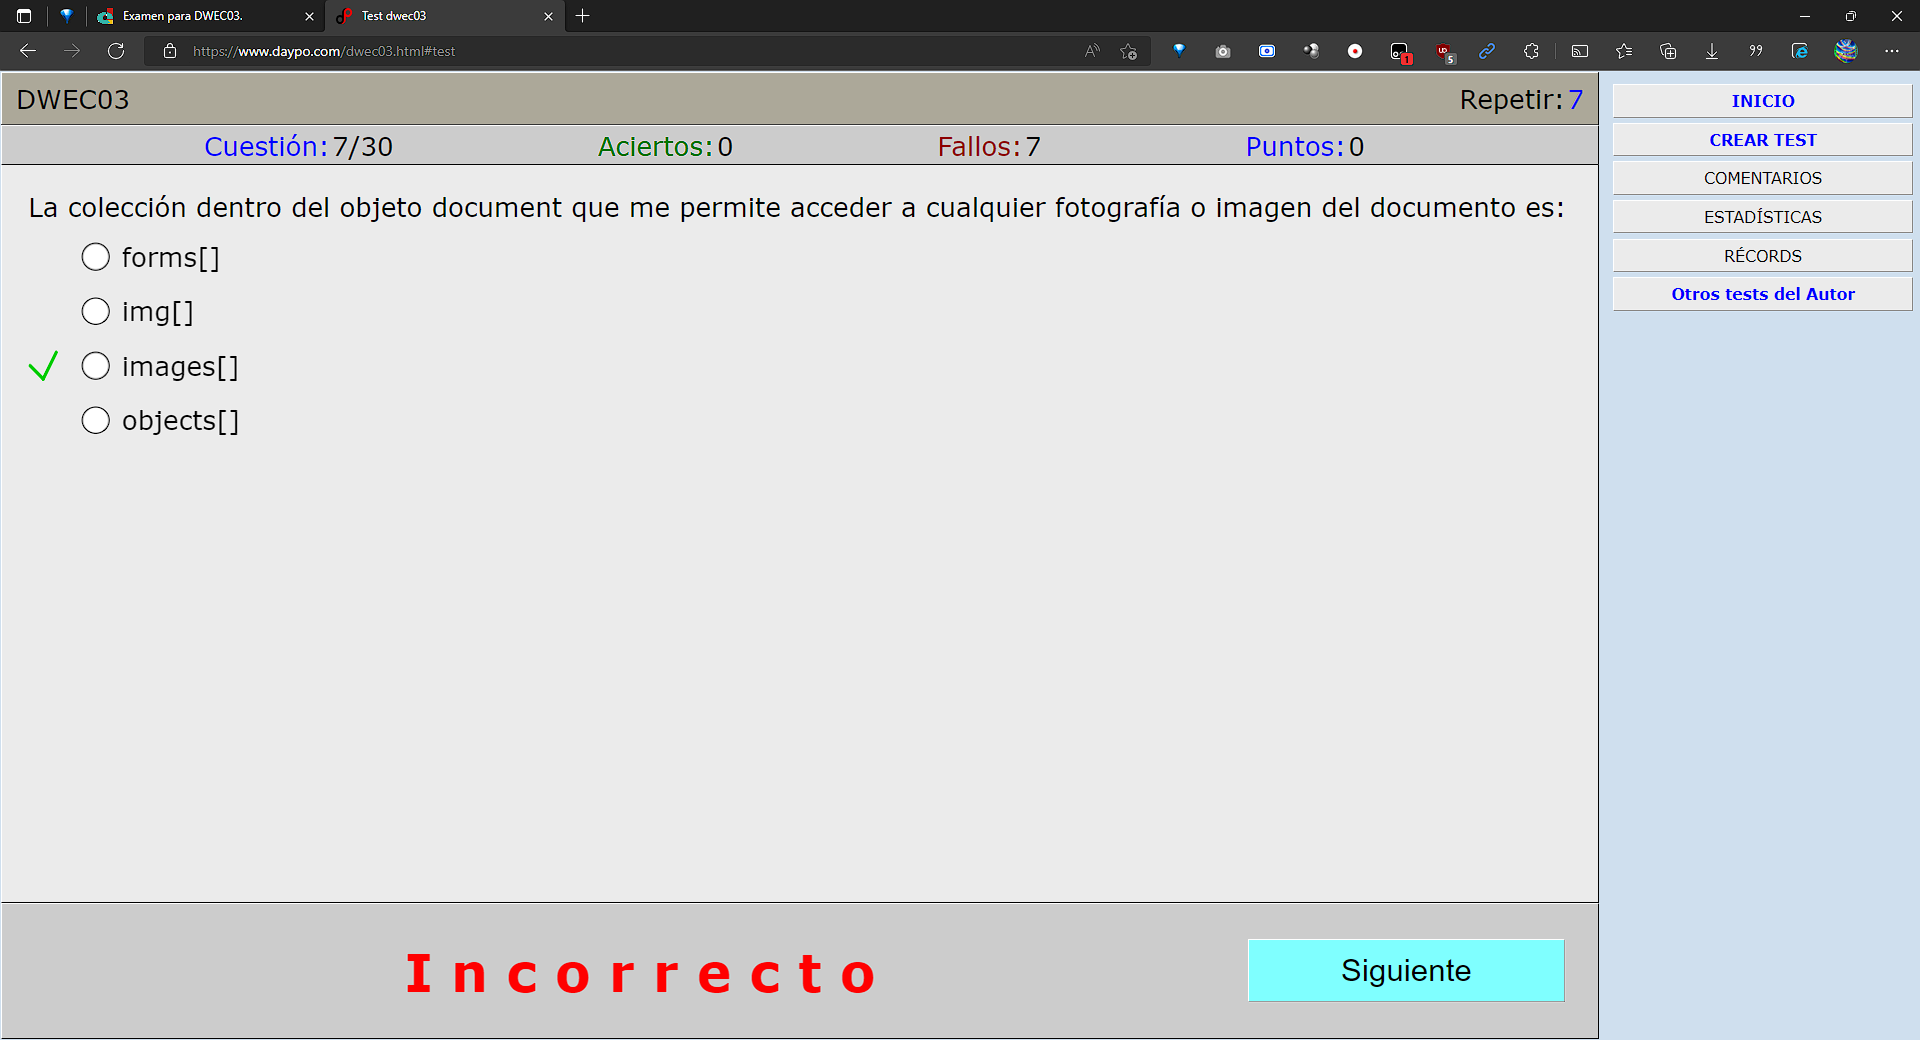 Examen para DWEC03.
Test dwec03
https://www.daypo.com/dwec03.html#test
1
5
DWEC03
Repetir: 7
Cuestión: 7/30
Aciertos: 0
Fallos: 7
Puntos: 0
La colección dentro del objeto document que me permite acceder a cualquier fotografía o imagen del documento es:
forms[]
img[]
images[]
objects[]
Incorrecto
Siguiente
INICIO
CREAR TEST
COMENTARIOS
ESTADÍSTICAS
RÉCORDS
Otros tests del Autor